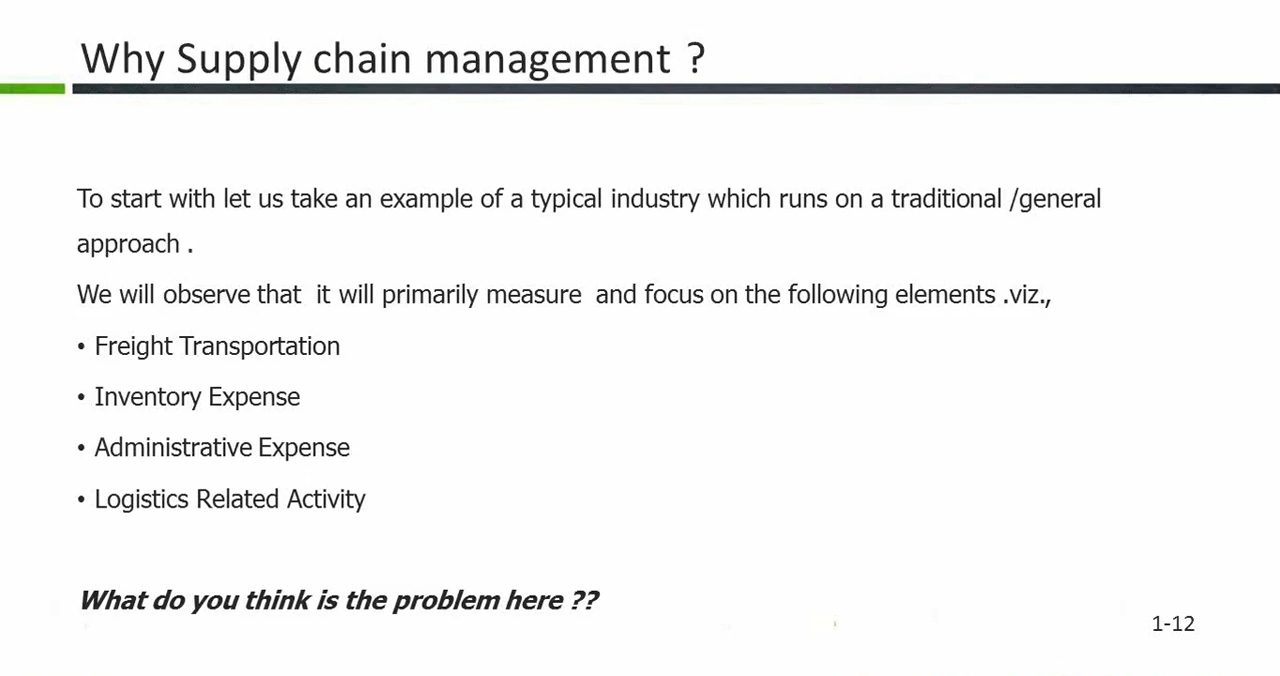 Why Supply chain management ?
To start with let us take an example of a typical industry which runs on a traditional /general
approach .
We will observe that  it will primarily measure  and focus on the following elements .viz.,
• Freight Transportation
• Inventory Expense
• Administrative Expense
• Logistics Related Activity
What do you think is the problem here ??
1-12